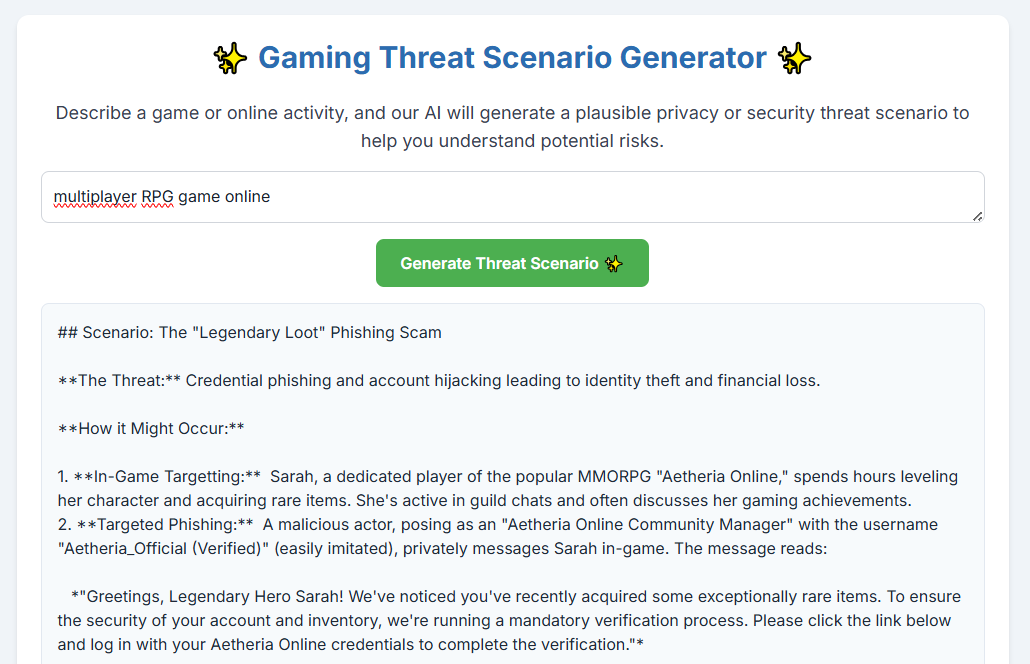 Gaming Threat Scenario Generator
Describe a game or online activity, and our AI will generate a plausible privacy or security threat scenario to
help you understand potential risks.
multiplayer RPG game online
Generate Threat Scenario
## Scenario: The "Legendary Loot" Phishing Scam
**The Threat:** Credential phishing and account hijacking leading to identity theft and financial loss.
**How it Might Occur:**
1. **In-Game Targetting:**  Sarah, a dedicated player of the popular MMORPG "Aetheria Online," spends hours leveling
her character and acquiring rare items. She's active in guild chats and often discusses her gaming achievements.
2. **Targeted Phishing:**  A malicious actor, posing as an "Aetheria Online Community Manager" with the username
"Aetheria_Official (Verified)" (easily imitated), privately messages Sarah in-game. The message reads:
*"Greetings, Legendary Hero Sarah! We've noticed you've recently acquired some exceptionally rare items. To ensure
the security of your account and inventory, we're running a mandatory verification process. Please click the link below
and log in with your Aetheria Online credentials to complete the verification."*